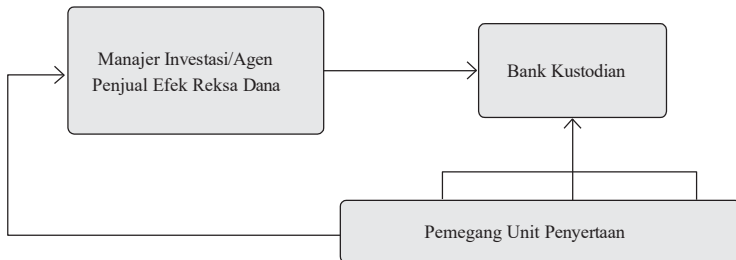 Manajer Investasi/Agen
Penjual Efek Reksa Dana
Bank Kustodian
Pemegang Unit Penyertaan